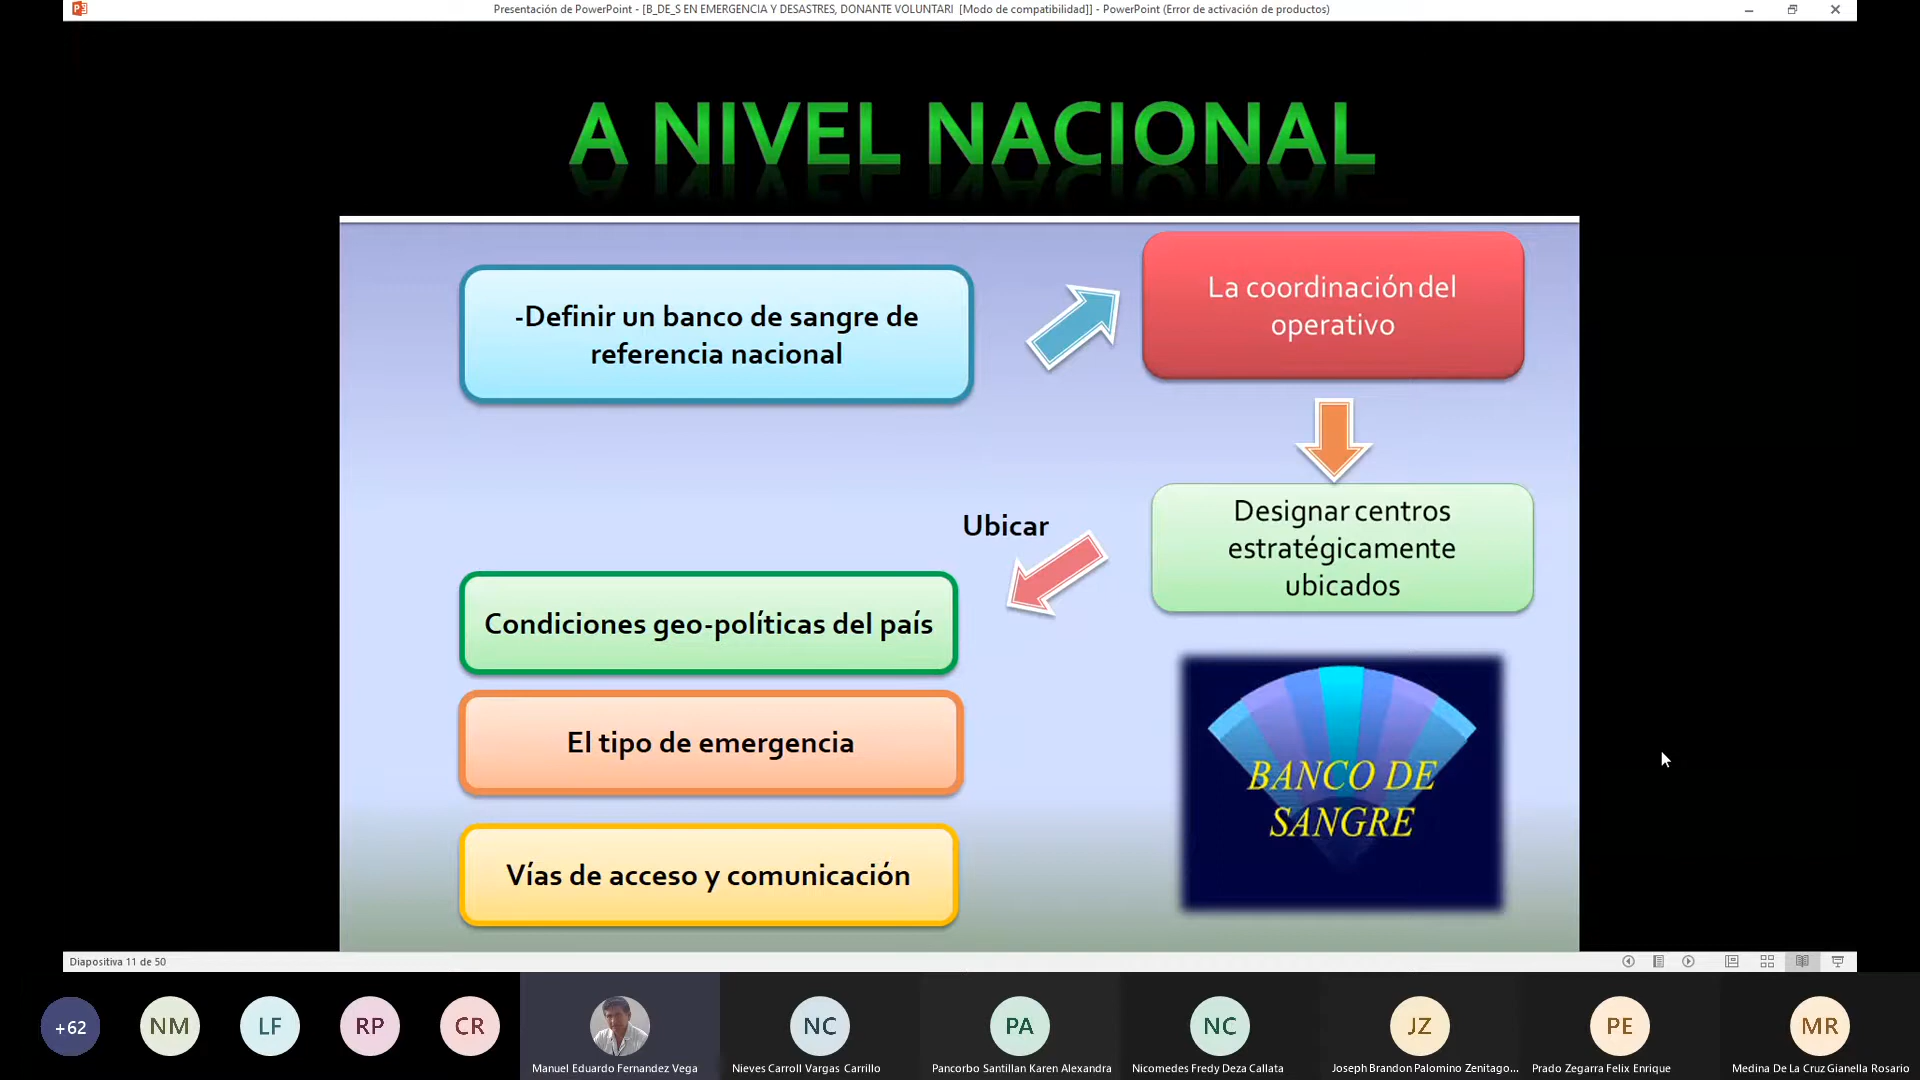 Presentación de PowerPoint - [B_DE_S EN EMERGENCIA Y DESASTRES, DONANTE VOLUNTARI [Modo de compatibilidad]] - PowerPoint (Error de activación de productos)
A NIVEL NACIONAL
-Definir un banco de sangre de
referencia nacional
La coordinación del
operativo
Designar centros
estratégicamente
ubicados
Ubicar
Condiciones geo-políticas del país
El tipo de emergencia
Vías de acceso y comunicación
BANCO DE
SANGRE
Diapositiva 11 de 50
+62
NM
LF
RP
CR
NC
PA
NC
JZ
PE
MR
Manuel Eduardo Fernandez Vega
Nieves Carroll Vargas Carrillo
Pancorbo Santillan Karen Alexandra
Nicomedes Fredy Deza Callata
Joseph Brandon Palomino Zenitago...
Prado Zegarra Felix Enrique
Medina De La Cruz Gianella Rosario